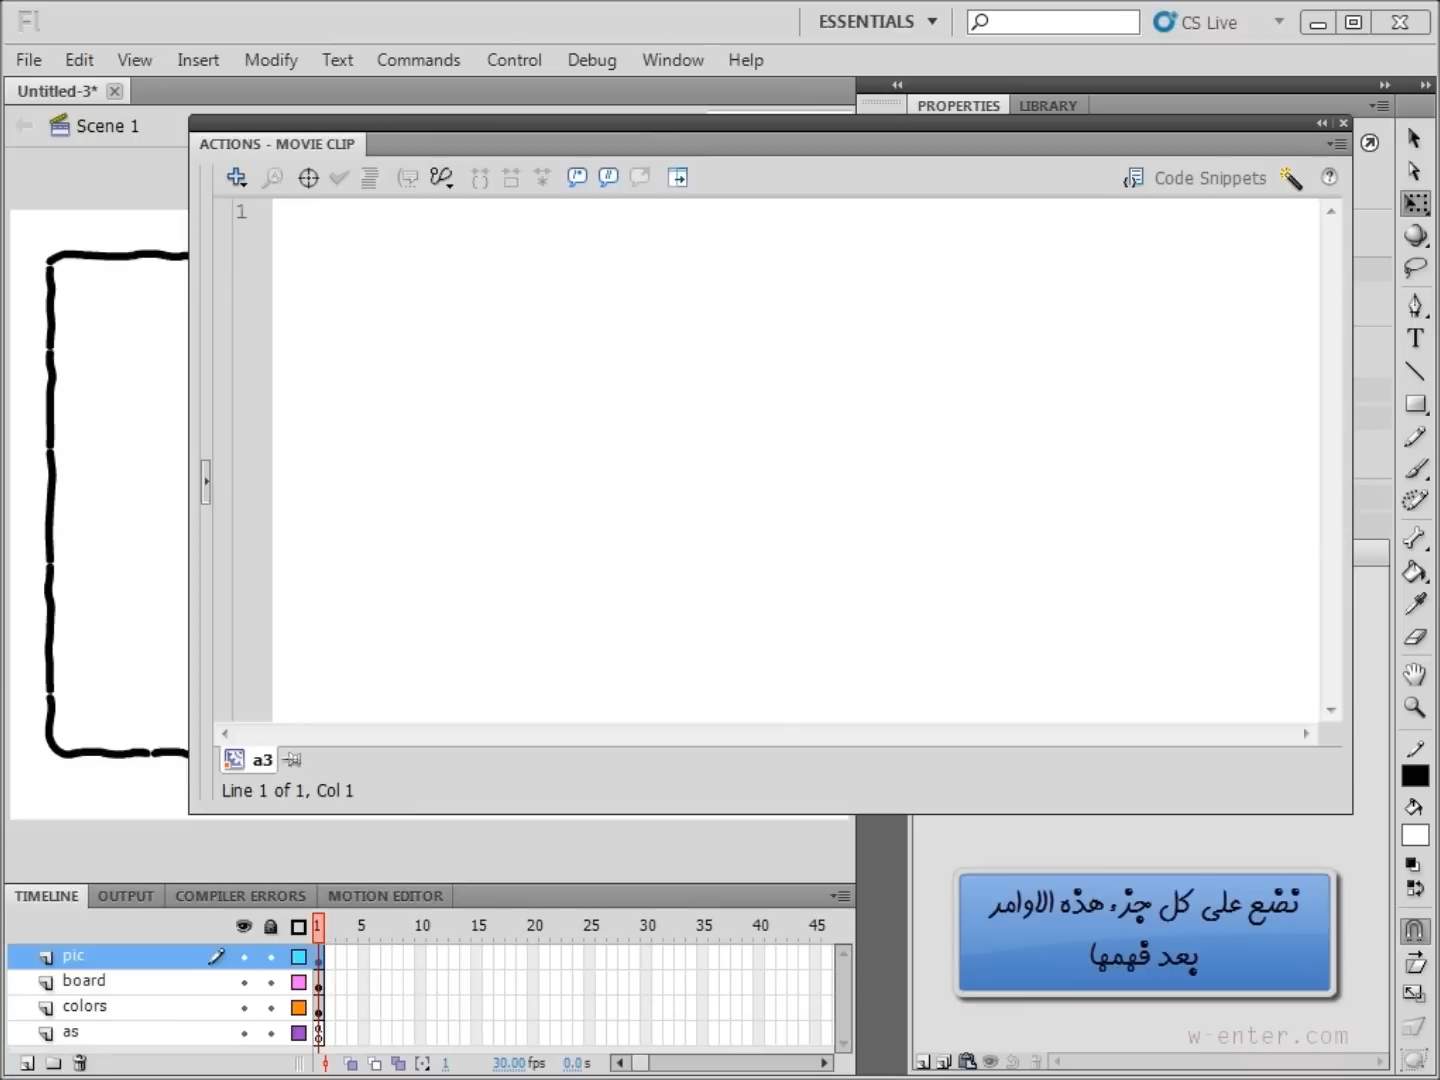 Fl
ESSENTIALS
CS Live
File Edit View Insert Modify Text Commands Control Debug Window Help
Untitled-3*
PROPERTIES LIBRARY
Scene 1
ACTIONS - MOVIE CLIP
Code Snippets
1
a3
Line 1 of 1, Col 1
نضع على كل جزء هذه الاوامر
بعد فهمها
w-enter.com
TIMELINE OUTPUT COMPILER ERRORS MOTION EDITOR
1 5 10 15 20 25 30 35 40 45
pic
board
colors
as
1 30.00 fps 0.0 s